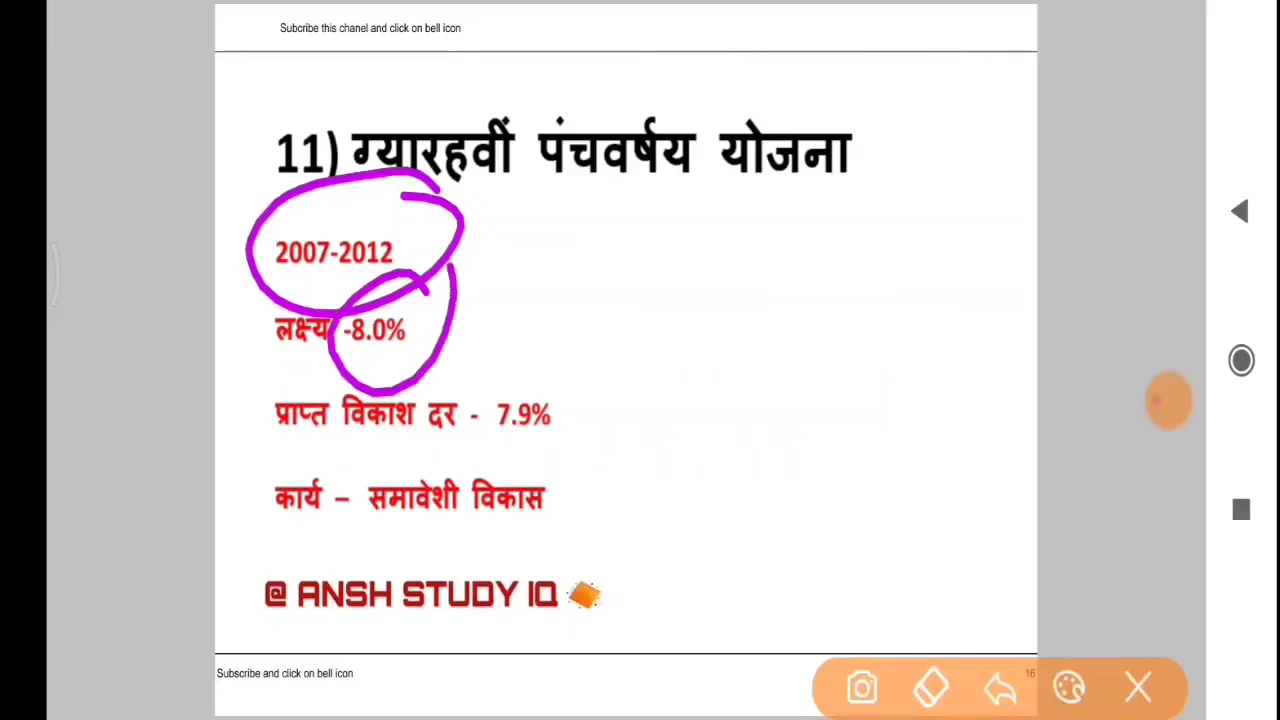 Subcribe this chanel and click on bell icon
11) ग्यारहवीं पंचवर्षय योजना
2007-2012
लक्ष्य -8.0%
प्राप्त विकाश दर - 7.9%
कार्य – समावेशी विकास
@ ANSH STUDY IQ
Subscribe and click on bell icon
16